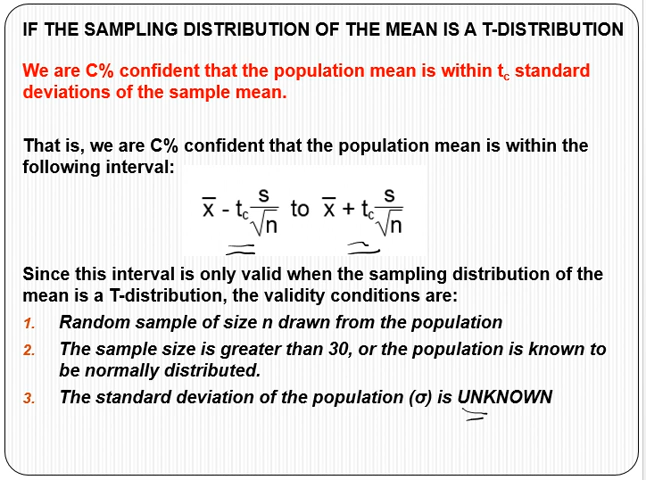 IF THE SAMPLING DISTRIBUTION OF THE MEAN IS A T-DISTRIBUTION
We are C% confident that the population mean is within t꜀ standard
deviations of the sample mean.
That is, we are C% confident that the population mean is within the
following interval:
x̄ - t꜀ s/√n to x̄ + t꜀ s/√n
Since this interval is only valid when the sampling distribution of the
mean is a T-distribution, the validity conditions are:
1. Random sample of size n drawn from the population
2. The sample size is greater than 30, or the population is known to
be normally distributed.
3. The standard deviation of the population (σ) is UNKNOWN